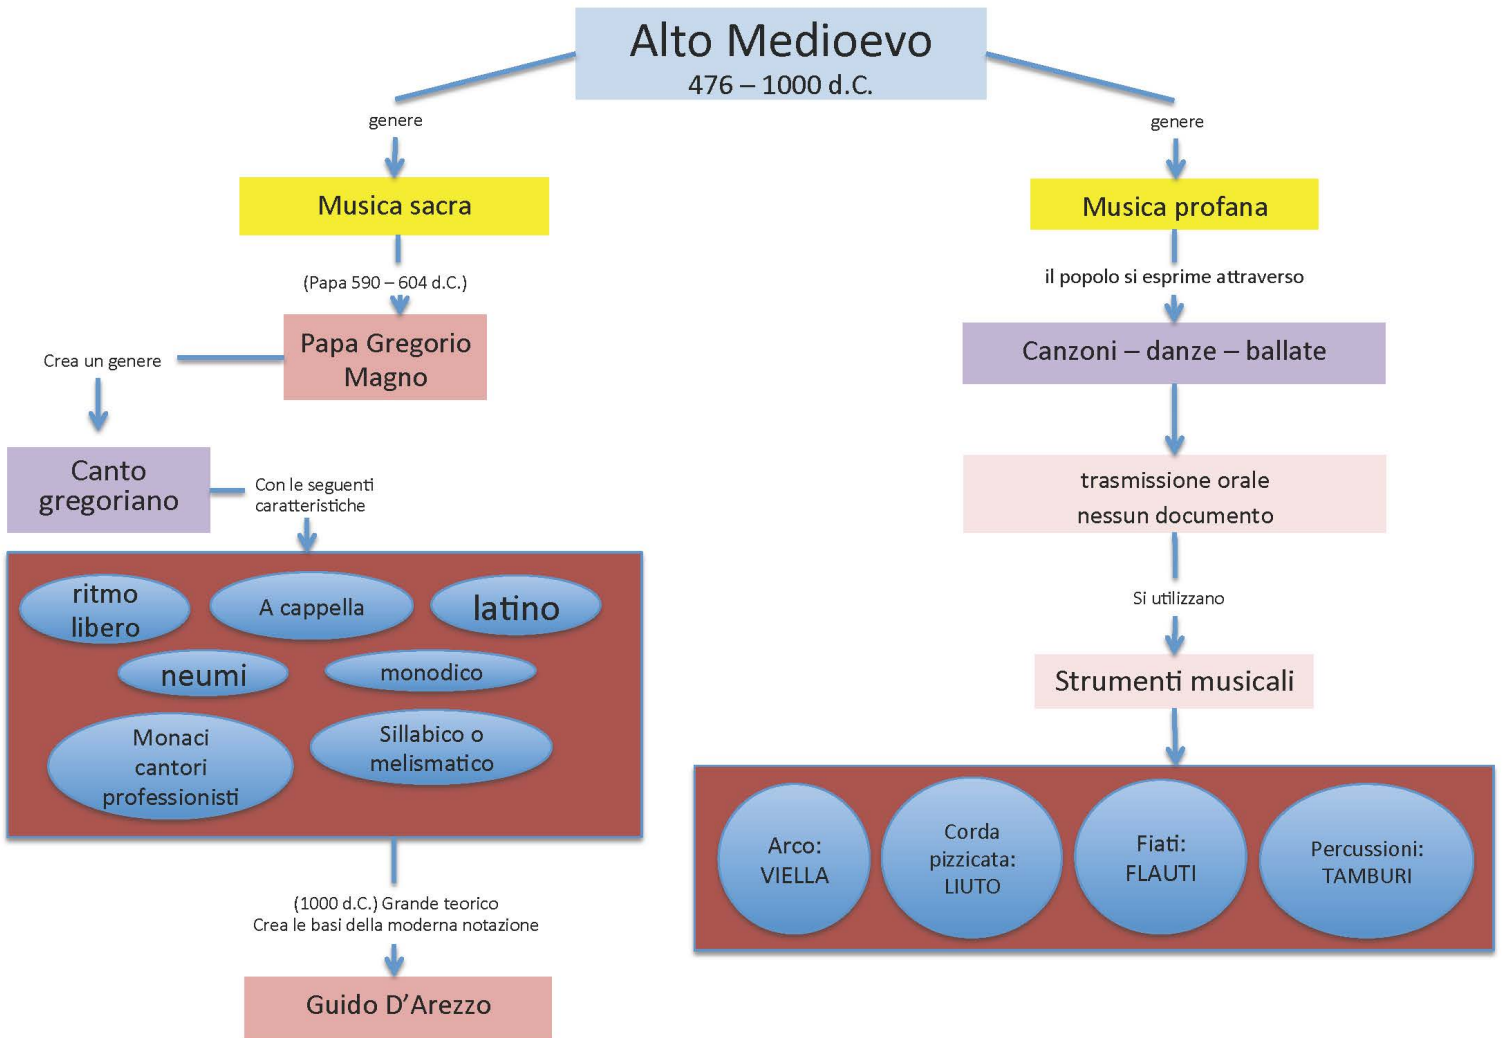 Alto Medioevo
476 – 1000 d.C.
genere
Musica sacra
(Papa 590 – 604 d.C.)
Papa Gregorio
Magno
Crea un genere
Canto
gregoriano
Con le seguenti
caratteristiche
ritmo
libero
A cappella
latino
neumi
monodico
Monaci
cantori
professionisti
Sillabico o
melismatico
(1000 d.C.) Grande teorico
Crea le basi della moderna notazione
Guido D’Arezzo
genere
Musica profana
il popolo si esprime attraverso
Canzoni – danze – ballate
trasmissione orale
nessun documento
Si utilizzano
Strumenti musicali
Arco:
VIELLA
Corda
pizzicata:
LIUTO
Fiati:
FLAUTI
Percussioni:
TAMBURI